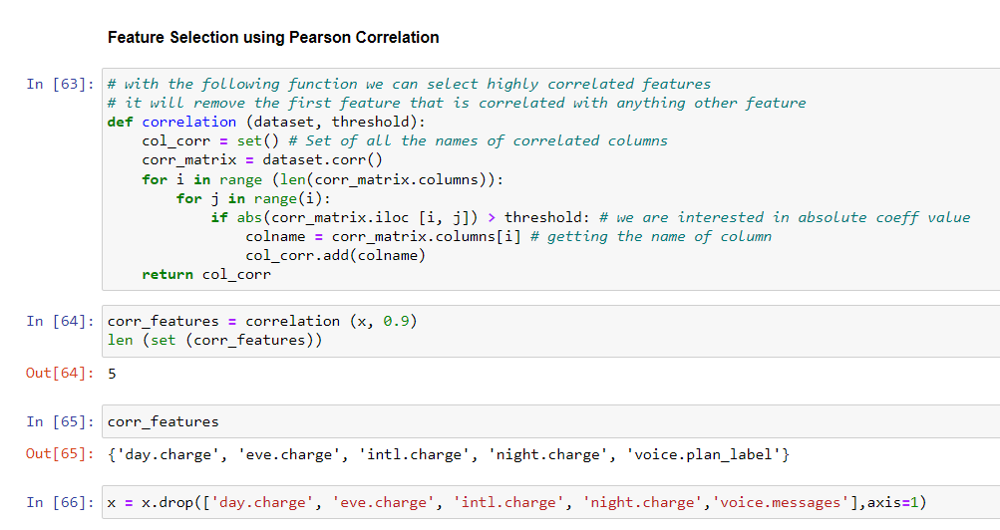 Feature Selection using Pearson Correlation
In [63]: # with the following function we can select highly correlated features
# it will remove the first feature that is correlated with anything other feature
def correlation (dataset, threshold):
    col_corr = set() # Set of all the names of correlated columns
    corr_matrix = dataset.corr()
    for i in range (len(corr_matrix.columns)):
        for j in range(i):
            if abs(corr_matrix.iloc [i, j]) > threshold: # we are interested in absolute coeff value
                colname = corr_matrix.columns[i] # getting the name of column
                col_corr.add(colname)
    return col_corr
In [64]: corr_features = correlation (x, 0.9)
len (set (corr_features))
Out[64]: 5
In [65]: corr_features
Out[65]: {'day.charge', 'eve.charge', 'intl.charge', 'night.charge', 'voice.plan_label'}
In [66]: x = x.drop(['day.charge', 'eve.charge', 'intl.charge', 'night.charge','voice.messages'],axis=1)